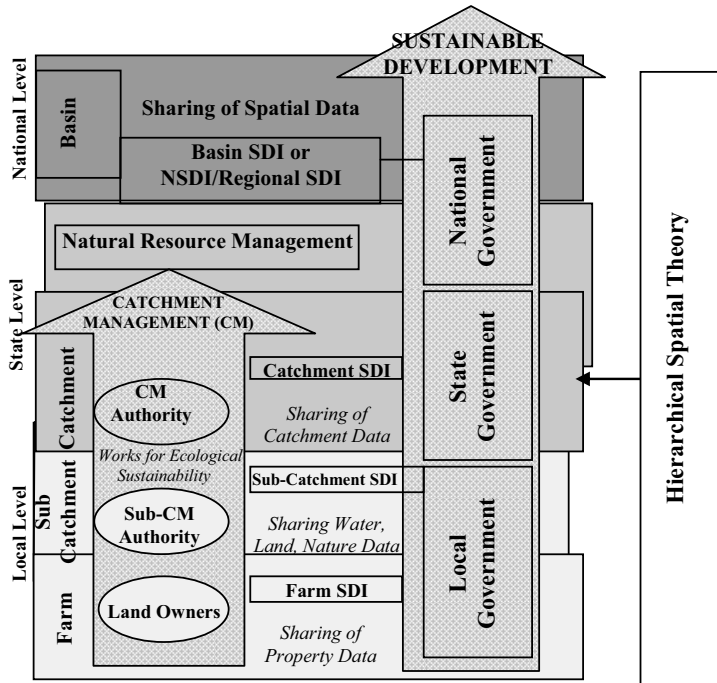 SUSTAINABLE
DEVELOPMENT
National Level
Basin
Sharing of Spatial Data
Basin SDI or
NSDI/Regional SDI
National
Government
Natural Resource Management
State Level
CATCHMENT
MANAGEMENT (CM)
Catchment
CM
Authority
Catchment SDI
Sharing of
Catchment Data
State
Government
Works for Ecological
Sustainability
Local Level
Sub
Catchment
Sub-CM
Authority
Sub-Catchment SDI
Sharing Water,
Land, Nature Data
Local
Government
Farm
Land Owners
Farm SDI
Sharing of
Property Data
Hierarchical Spatial Theory